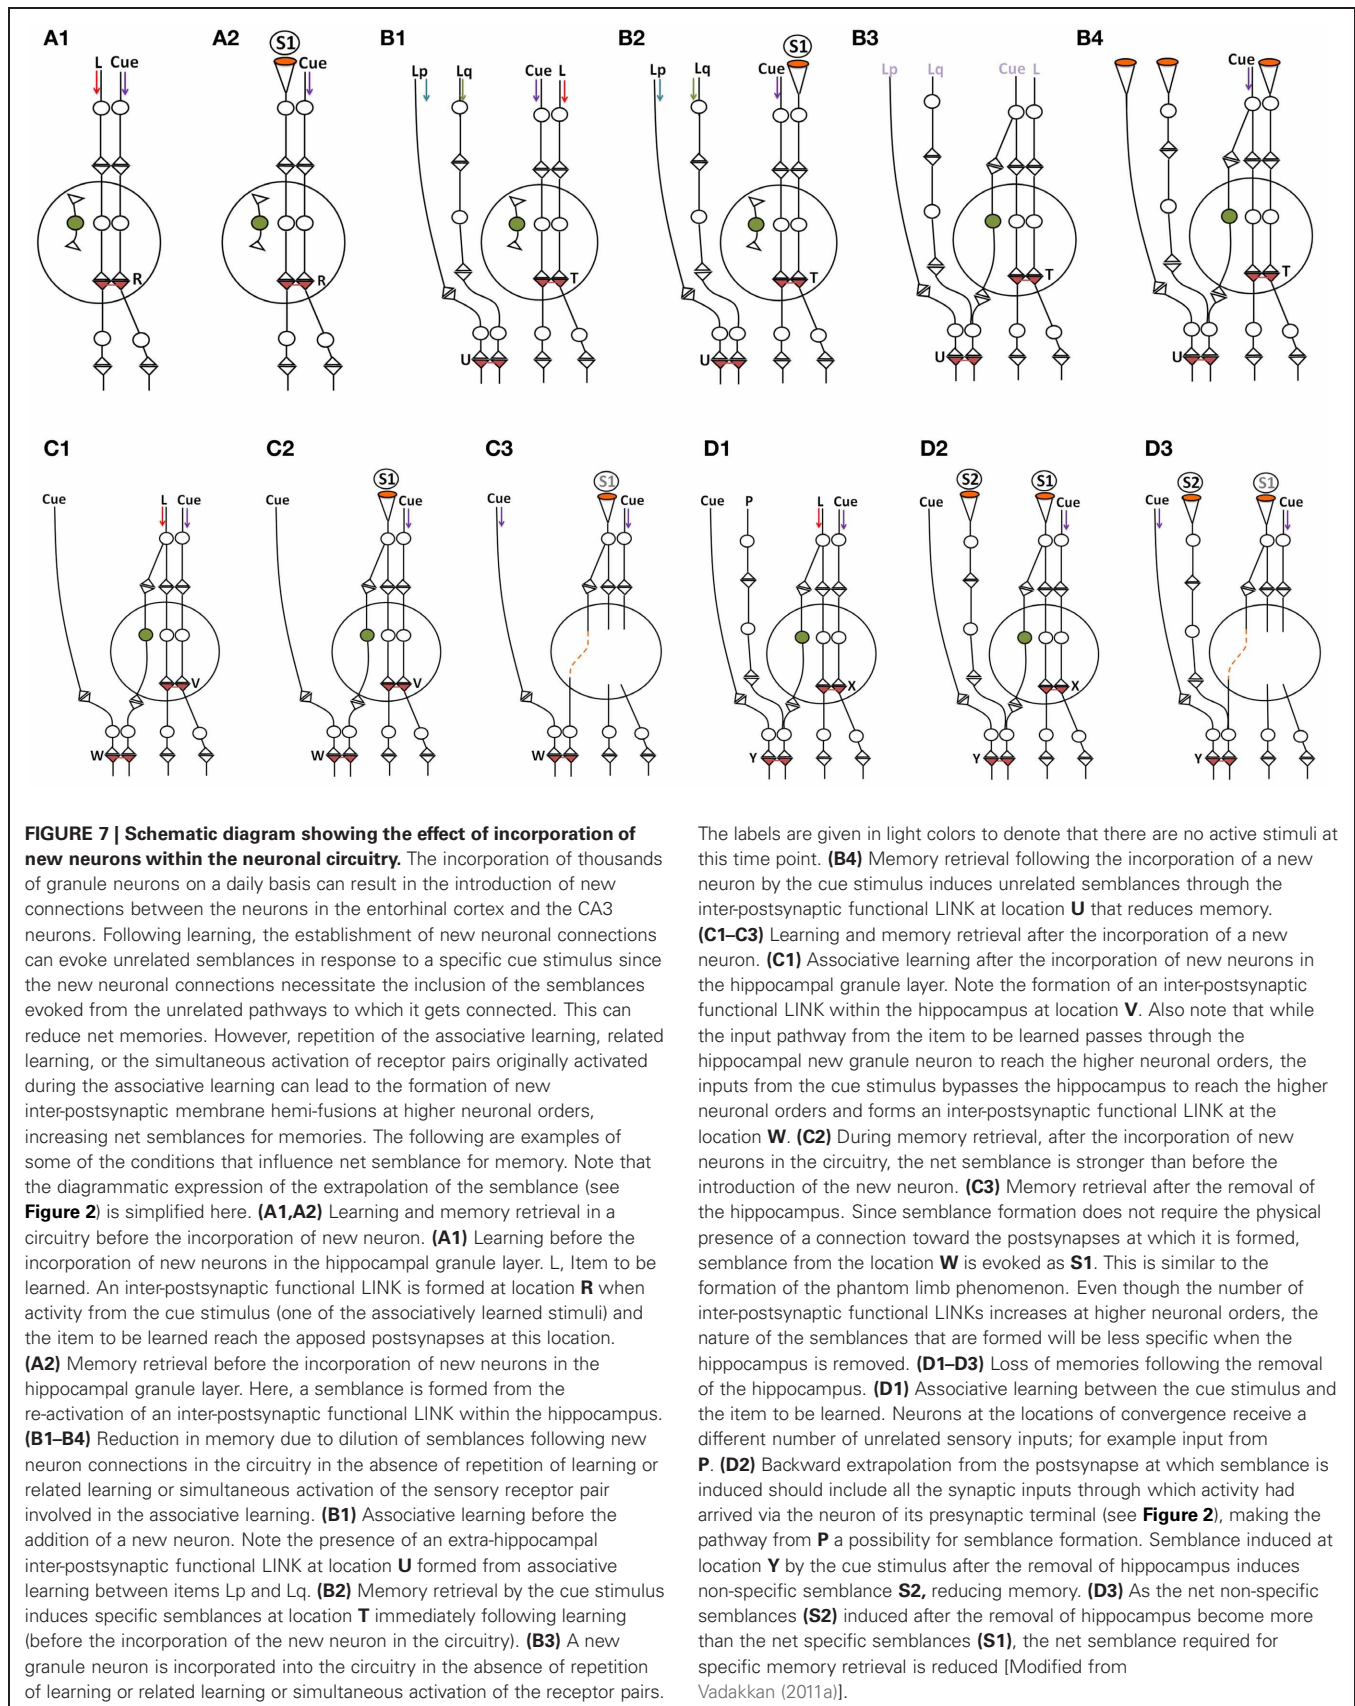 A1
A2
B1
B2
B3
B4
S1
L Cue
Cue
Lp
Lq
Cue L
Lp
Lq
Cue
S1
Lp
Lq
Cue L
Cue
R
R
T
T
T
T
U
U
U
U
C1
C2
C3
D1
D2
D3
Cue
L Cue
Cue
S1
Cue
Cue
S1
Cue
Cue
P
L Cue
Cue
S2
S1
Cue
Cue
S2
S1
Cue
V
V
X
X
W
W
W
Y
Y
Y
FIGURE 7 | Schematic diagram showing the effect of incorporation of
new neurons within the neuronal circuitry. The incorporation of thousands
of granule neurons on a daily basis can result in the introduction of new
connections between the neurons in the entorhinal cortex and the CA3
neurons. Following learning, the establishment of new neuronal connections
can evoke unrelated semblances in response to a specific cue stimulus since
the new neuronal connections necessitate the inclusion of the semblances
evoked from the unrelated pathways to which it gets connected. This can
reduce net memories. However, repetition of the associative learning, related
learning, or the simultaneous activation of receptor pairs originally activated
during the associative learning can lead to the formation of new
inter-postsynaptic membrane hemi-fusions at higher neuronal orders,
increasing net semblances for memories. The following are examples of
some of the conditions that influence net semblance for memory. Note that
the diagrammatic expression of the extrapolation of the semblance (see
Figure 2) is simplified here. (A1,A2) Learning and memory retrieval in a
circuitry before the incorporation of new neuron. (A1) Learning before the
incorporation of new neurons in the hippocampal granule layer. L, Item to be
learned. An inter-postsynaptic functional LINK is formed at location R when
activity from the cue stimulus (one of the associatively learned stimuli) and
the item to be learned reach the apposed postsynapses at this location.
(A2) Memory retrieval before the incorporation of new neurons in the
hippocampal granule layer. Here, a semblance is formed from the
re-activation of an inter-postsynaptic functional LINK within the hippocampus.
(B1–B4) Reduction in memory due to dilution of semblances following new
neuron connections in the circuitry in the absence of repetition of learning or
related learning or simultaneous activation of the sensory receptor pair
involved in the associative learning. (B1) Associative learning before the
addition of a new neuron. Note the presence of an extra-hippocampal
inter-postsynaptic functional LINK at location U formed from associative
learning between items Lp and Lq. (B2) Memory retrieval by the cue stimulus
induces specific semblances at location T immediately following learning
(before the incorporation of the new neuron in the circuitry). (B3) A new
granule neuron is incorporated into the circuitry in the absence of repetition
of learning or related learning or simultaneous activation of the receptor pairs.
The labels are given in light colors to denote that there are no active stimuli at
this time point. (B4) Memory retrieval following the incorporation of a new
neuron by the cue stimulus induces unrelated semblances through the
inter-postsynaptic functional LINK at location U that reduces memory.
(C1–C3) Learning and memory retrieval after the incorporation of a new
neuron. (C1) Associative learning after the incorporation of new neurons in
the hippocampal granule layer. Note the formation of an inter-postsynaptic
functional LINK within the hippocampus at location V. Also note that while
the input pathway from the item to be learned passes through the
hippocampal new granule neuron to reach the higher neuronal orders, the
inputs from the cue stimulus bypasses the hippocampus to reach the higher
neuronal orders and forms an inter-postsynaptic functional LINK at the
location W. (C2) During memory retrieval, after the incorporation of new
neurons in the circuitry, the net semblance is stronger than before the
introduction of the new neuron. (C3) Memory retrieval after the removal of
the hippocampus. Since semblance formation does not require the physical
presence of a connection toward the postsynapses at which it is formed,
semblance from the location W is evoked as S1. This is similar to the
formation of the phantom limb phenomenon. Even though the number of
inter-postsynaptic functional LINKs increases at higher neuronal orders, the
nature of the semblances that are formed will be less specific when the
hippocampus is removed. (D1–D3) Loss of memories following the removal
of the hippocampus. (D1) Associative learning between the cue stimulus and
the item to be learned. Neurons at the locations of convergence receive a
different number of unrelated sensory inputs; for example input from
P. (D2) Backward extrapolation from the postsynapse at which semblance is
induced should include all the synaptic inputs through which activity had
arrived via the neuron of its presynaptic terminal (see Figure 2), making the
pathway from P a possibility for semblance formation. Semblance induced at
location Y by the cue stimulus after the removal of hippocampus induces
non-specific semblance S2, reducing memory. (D3) As the net non-specific
semblances (S2) induced after the removal of hippocampus become more
than the net specific semblances (S1), the net semblance required for
specific memory retrieval is reduced [Modified from
Vadakkan (2011a)].